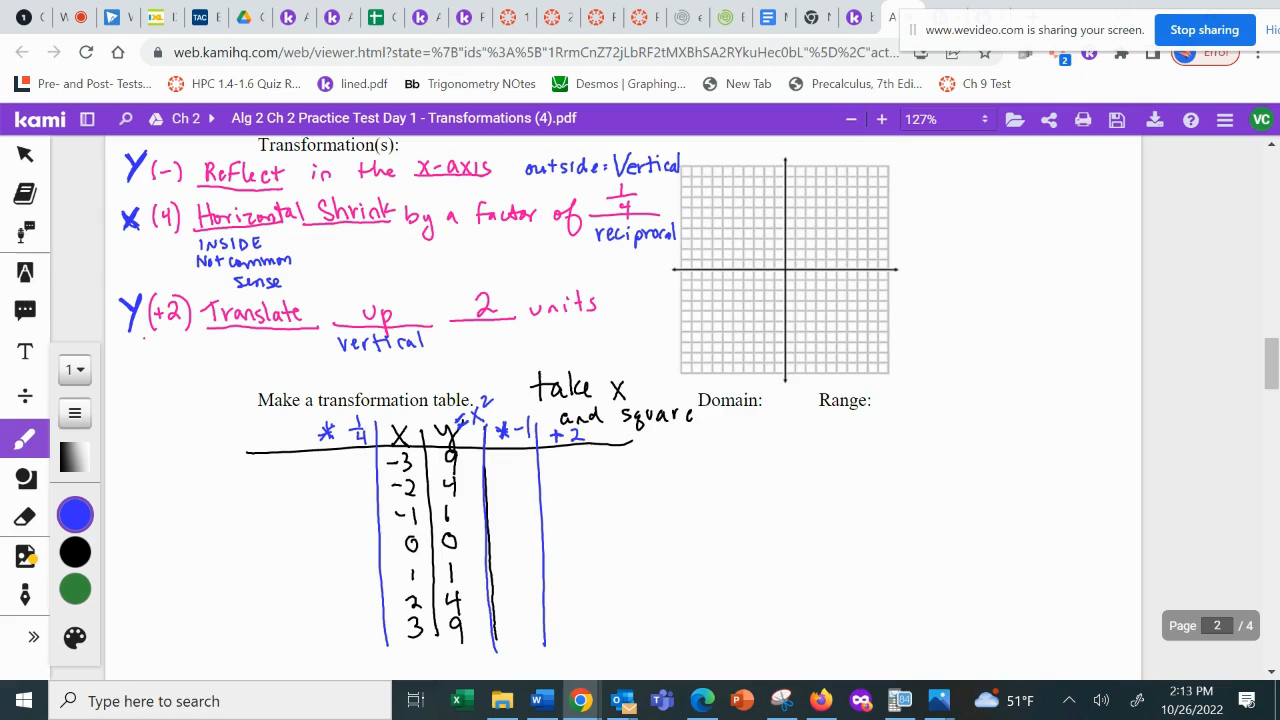 www.wevideo.com is sharing your screen. Stop sharing
web.kamihq.com/web/viewer.html?state=%7B"ids"%3A%5B"1RrmCnZ72jLbRF2tMXBhSA2RYkuHec0bL"%5D%2C"act... Error
Pre- and Post- Tests... HPC 1.4-1.6 Quiz R... lined.pdf Bb Trigonometry NOtes Desmos | Graphing... New Tab Precalculus, 7th Edi... Ch 9 Test
kami Ch 2 Alg 2 Ch 2 Practice Test Day 1 - Transformations (4).pdf 127% VC
Transformation(s):
Y (-) Reflect in the x-axis outside: Vertical
X (4) Horizontal Shrink by a factor of 1/4
INSIDE reciprocal
Not common
sense
Y (+2) Translate up 2 units
vertical
Make a transformation table. take x Domain: Range:
and square
* 1/4 X Y=x² * -1 +2
-3 9
-2 4
-1 1
0 0
1 1
2 4
3 9
Page 2 / 4
Type here to search 51°F 2:13 PM
10/26/2022